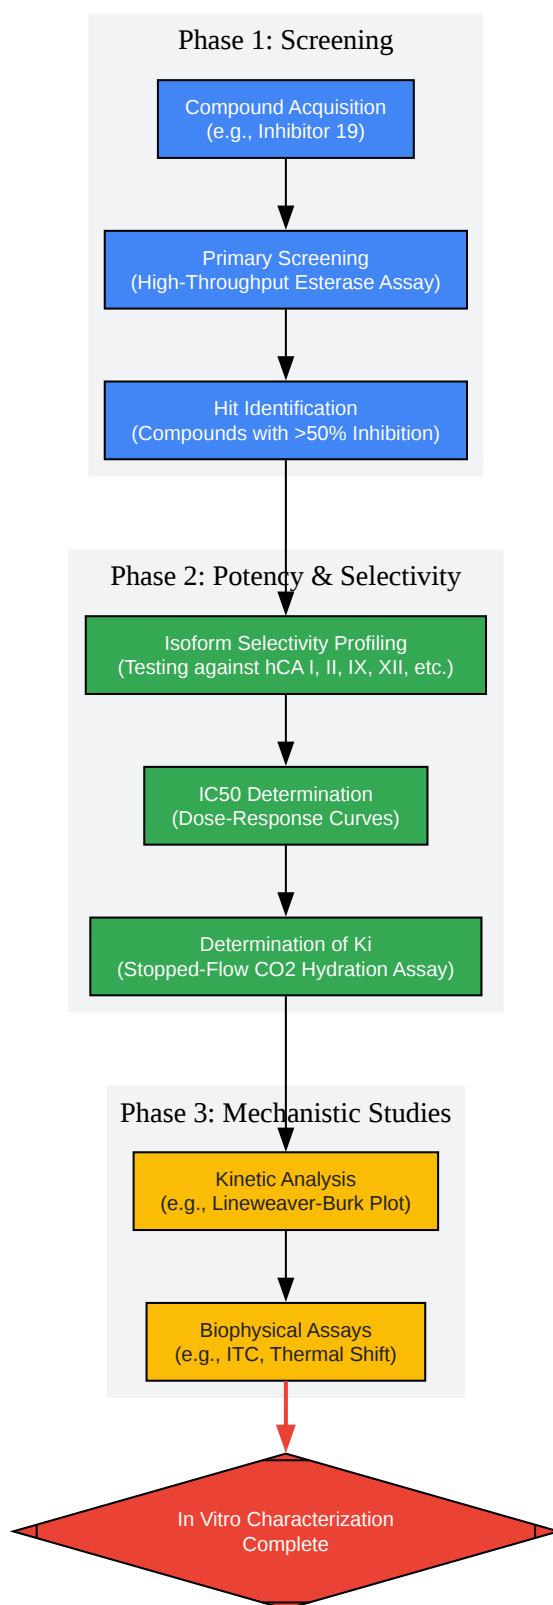 Phase 1: Screening
Compound Acquisition
(e.g., Inhibitor 19)
Primary Screening
(High-Throughput Esterase Assay)
Hit Identification
(Compounds with >50% Inhibition)
Phase 2: Potency & Selectivity
Isoform Selectivity Profiling
(Testing against hCA I, II, IX, XII, etc.)
IC50 Determination
(Dose-Response Curves)
Determination of Ki
(Stopped-Flow CO2 Hydration Assay)
Phase 3: Mechanistic Studies
Kinetic Analysis
(e.g., Lineweaver-Burk Plot)
Biophysical Assays
(e.g., ITC, Thermal Shift)
In Vitro Characterization
Complete